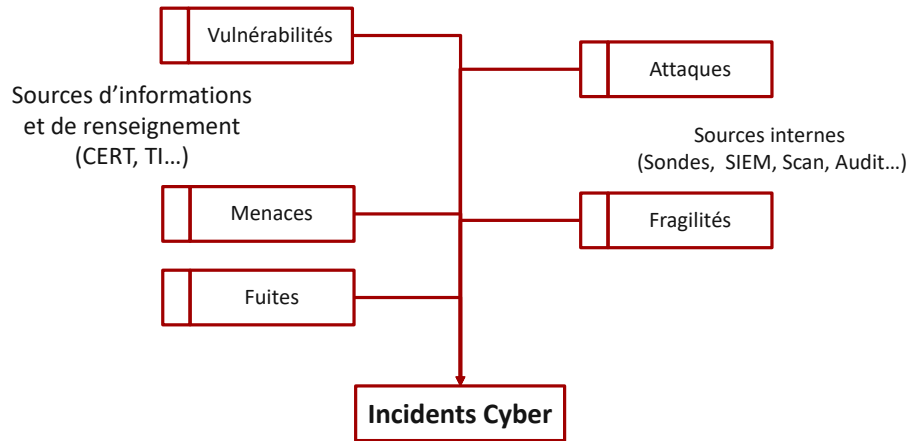 Vulnérabilités
Attaques
Sources d’informations
et de renseignement
(CERT, TI...)
Sources internes
(Sondes, SIEM, Scan, Audit...)
Menaces
Fragilités
Fuites
Incidents Cyber